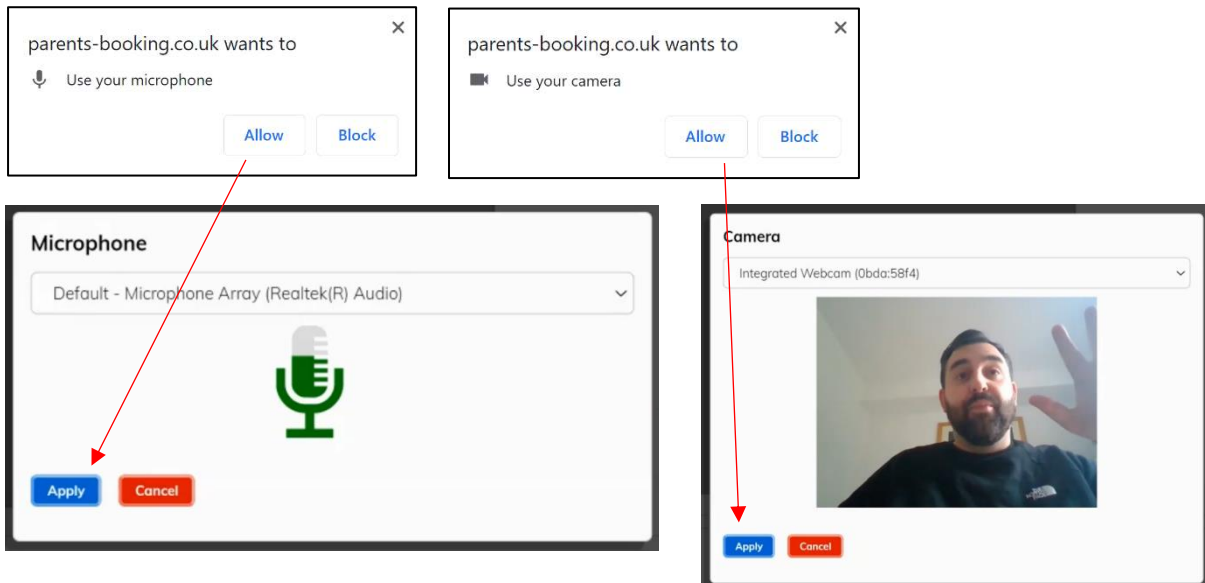 parents-booking.co.uk wants to
Use your microphone
Allow
Block
parents-booking.co.uk wants to
Use your camera
Allow
Block
Microphone
Default - Microphone Array (Realtek(R) Audio)
Apply
Cancel
Camera
Integrated Webcam (0bda:58f4)
Apply
Cancel